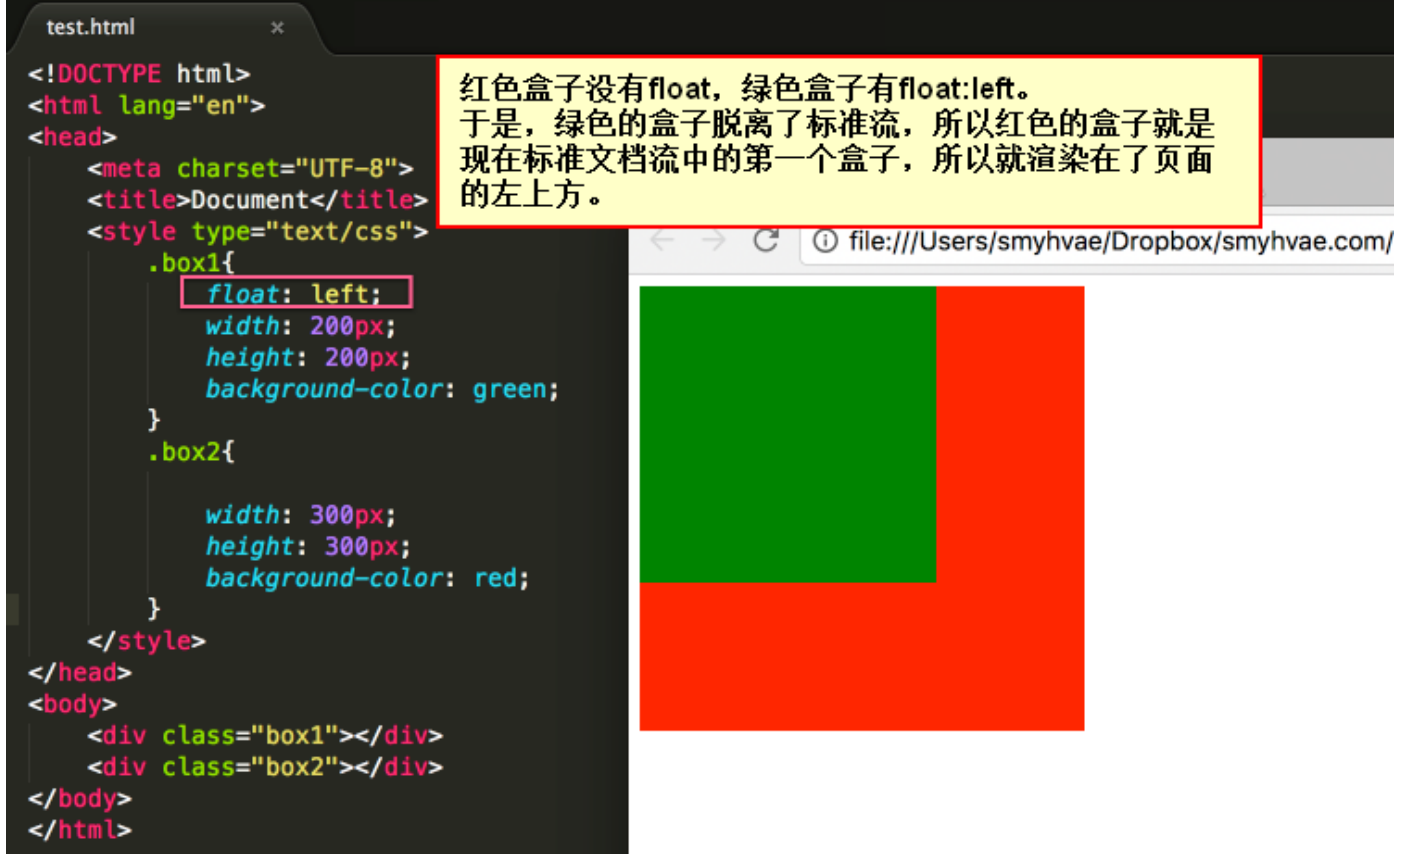 test.html ×
<!DOCTYPE html>
<html lang="en">
<head>
<meta charset="UTF-8">
<title>Document</title>
<style type="text/css">
.box1{
float: left;
width: 200px;
height: 200px;
background-color: green;
}
.box2{
width: 300px;
height: 300px;
background-color: red;
}
</style>
</head>
<body>
<div class="box1"></div>
<div class="box2"></div>
</body>
</html>
红色盒子没有float，绿色盒子有float:left。
于是，绿色的盒子脱离了标准流，所以红色的盒子就是
现在标准文档流中的第一个盒子，所以就渲染在了页面
的左上方。
file:///Users/smyhvae/Dropbox/smyhvae.com/